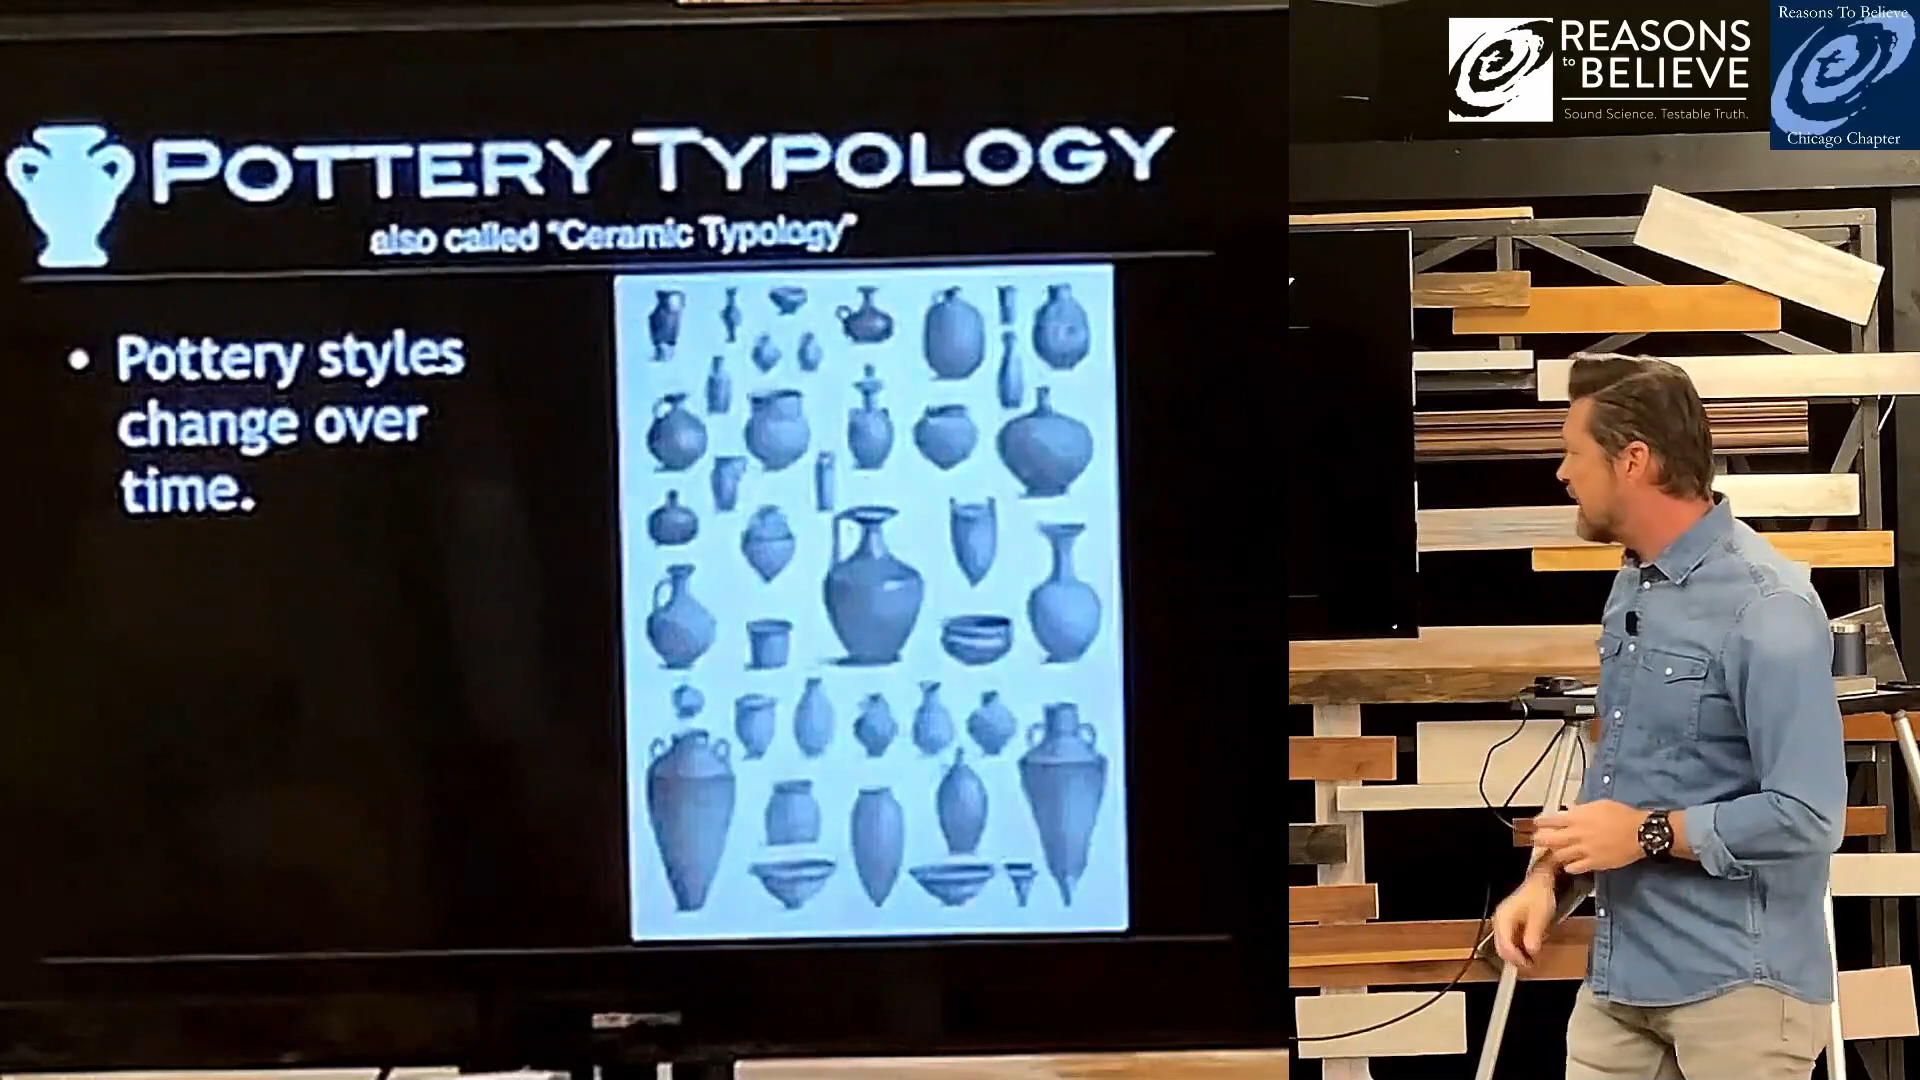 POTTERY TYPOLOGY
also called "Ceramic Typology"
• Pottery styles
change over
time.
REASONS
to BELIEVE
Sound Science. Testable Truth.
Reasons To Believe
Chicago Chapter